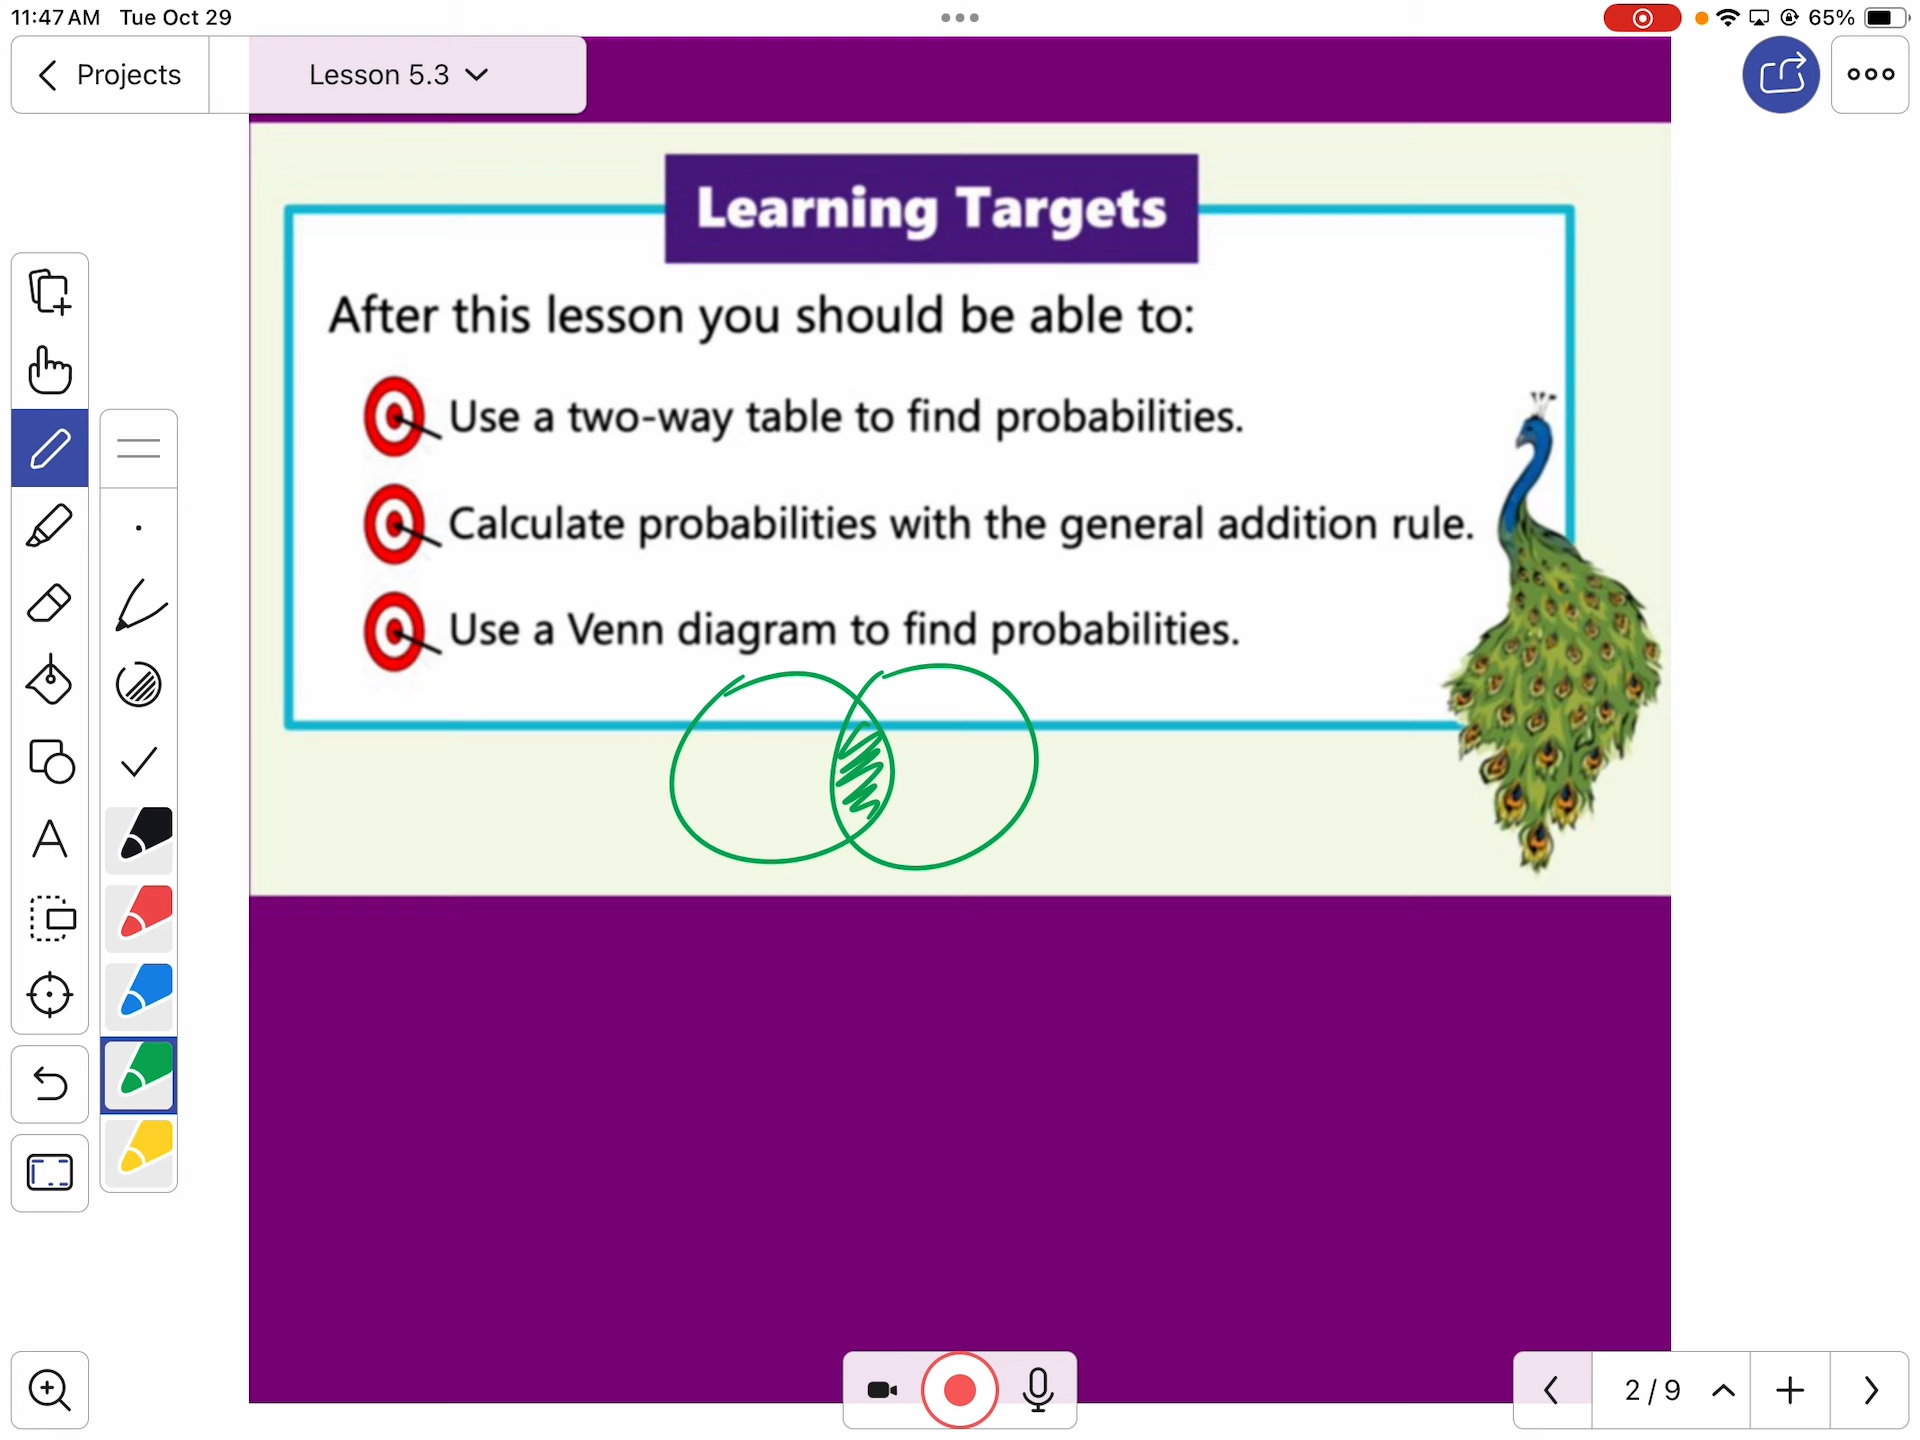 11:47 AM Tue Oct 29
65%
Projects
Lesson 5.3
Learning Targets
After this lesson you should be able to:
Use a two-way table to find probabilities.
Calculate probabilities with the general addition rule.
Use a Venn diagram to find probabilities.
A
2/9